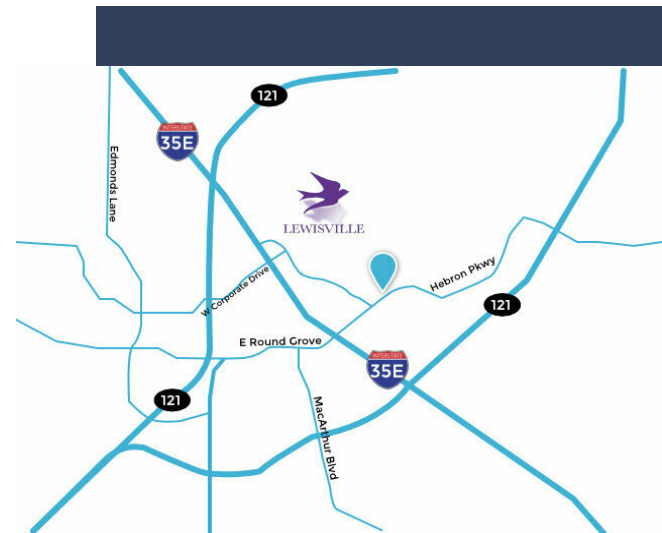 121
INTERSTATE
35E
Edmonds Lane
LEWISVILLE
W Corporate Drive
Hebron Pkwy
121
E Round Grove
INTERSTATE
35E
121
MacArthur Blvd